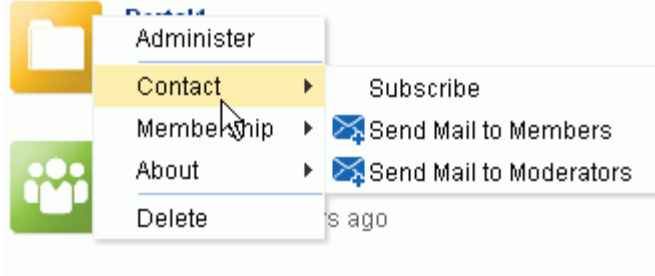 Administer
Contact
Subscribe
Membership
Send Mail to Members
About
Send Mail to Moderators
Delete
s ago